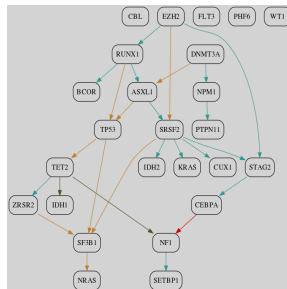 CBL EZH2 FLT3 PHF6 WT1
RUNX1 DNMT3A
BCOR ASXL1 NPM1
TP53 SRSF2 PTPN11
TET2 IDH2 KRAS CUX1 STAG2
ZRSR2 IDH1 CEBPA
SF3B1 NF1
NRAS SETBP1